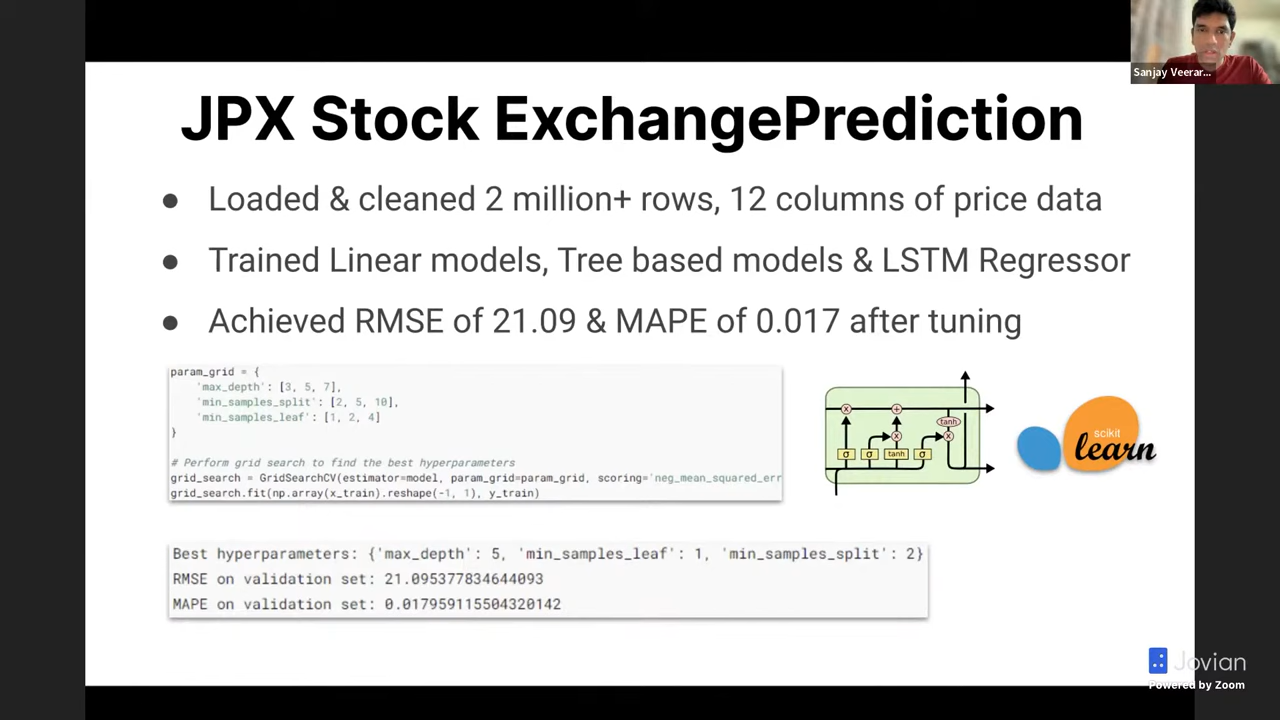 Sanjay Veerar...
JPX Stock ExchangePrediction
● Loaded & cleaned 2 million+ rows, 12 columns of price data
● Trained Linear models, Tree based models & LSTM Regressor
● Achieved RMSE of 21.09 & MAPE of 0.017 after tuning
param_grid = {
'max_depth': [3, 5, 7],
'min_samples_split': [2, 5, 10],
'min_samples_leaf': [1, 2, 4]
}
# Perform grid search to find the best hyperparameters
grid_search = GridSearchCV(estimator=model, param_grid=param_grid, scoring='neg_mean_squared_err
grid_search.fit(np.array(x_train).reshape(-1, 1), y_train)
x + tanh
x x
σ σ tanh σ
scikit
learn
Best hyperparameters: {'max_depth': 5, 'min_samples_leaf': 1, 'min_samples_split': 2}
RMSE on validation set: 21.095377834644093
MAPE on validation set: 0.017959115504320142
Jovian
Powered by Zoom